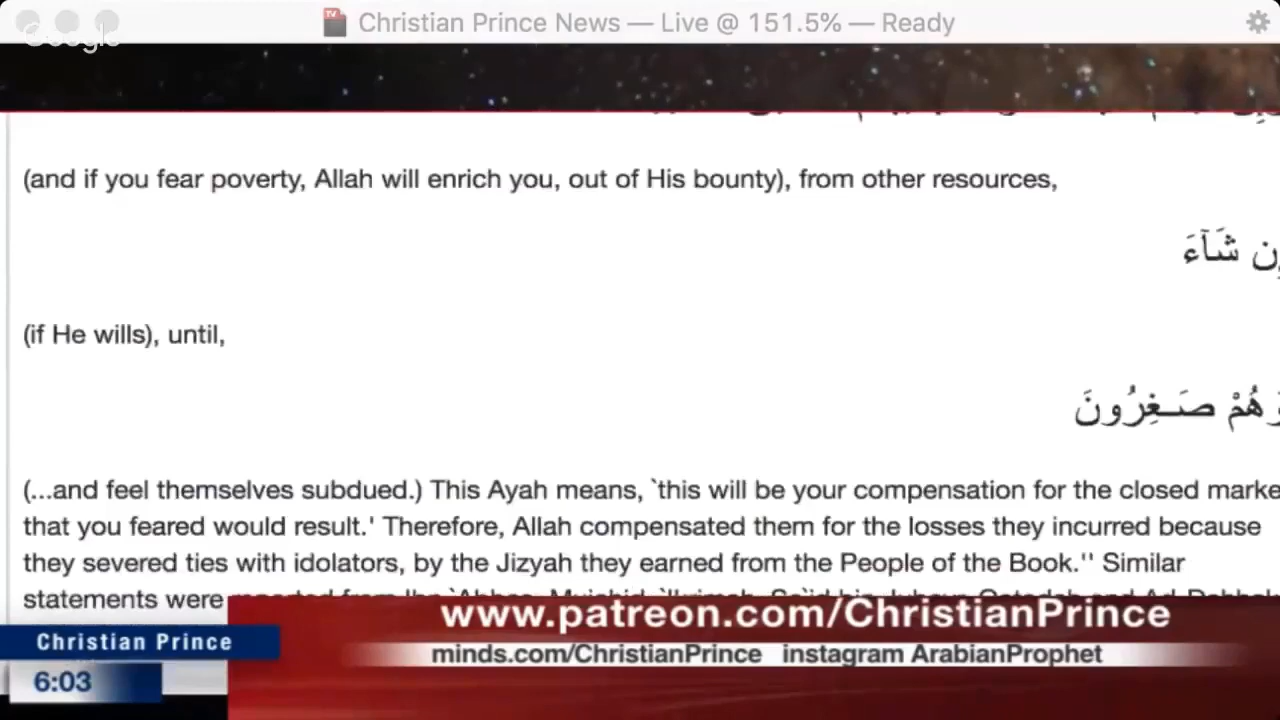 Christian Prince News — Live @ 151.5% — Ready
Google
(and if you fear poverty, Allah will enrich you, out of His bounty), from other resources,
شَآءَ
(if He wills), until,
وَهُمْ صَـغِرُونَ
(...and feel themselves subdued.) This Ayah means, `this will be your compensation for the closed marke
that you feared would result.' Therefore, Allah compensated them for the losses they incurred because
they severed ties with idolators, by the Jizyah they earned from the People of the Book.'' Similar
statements were
www.patreon.com/ChristianPrince
Christian Prince
minds.com/ChristianPrince instagram ArabianProphet
6:03